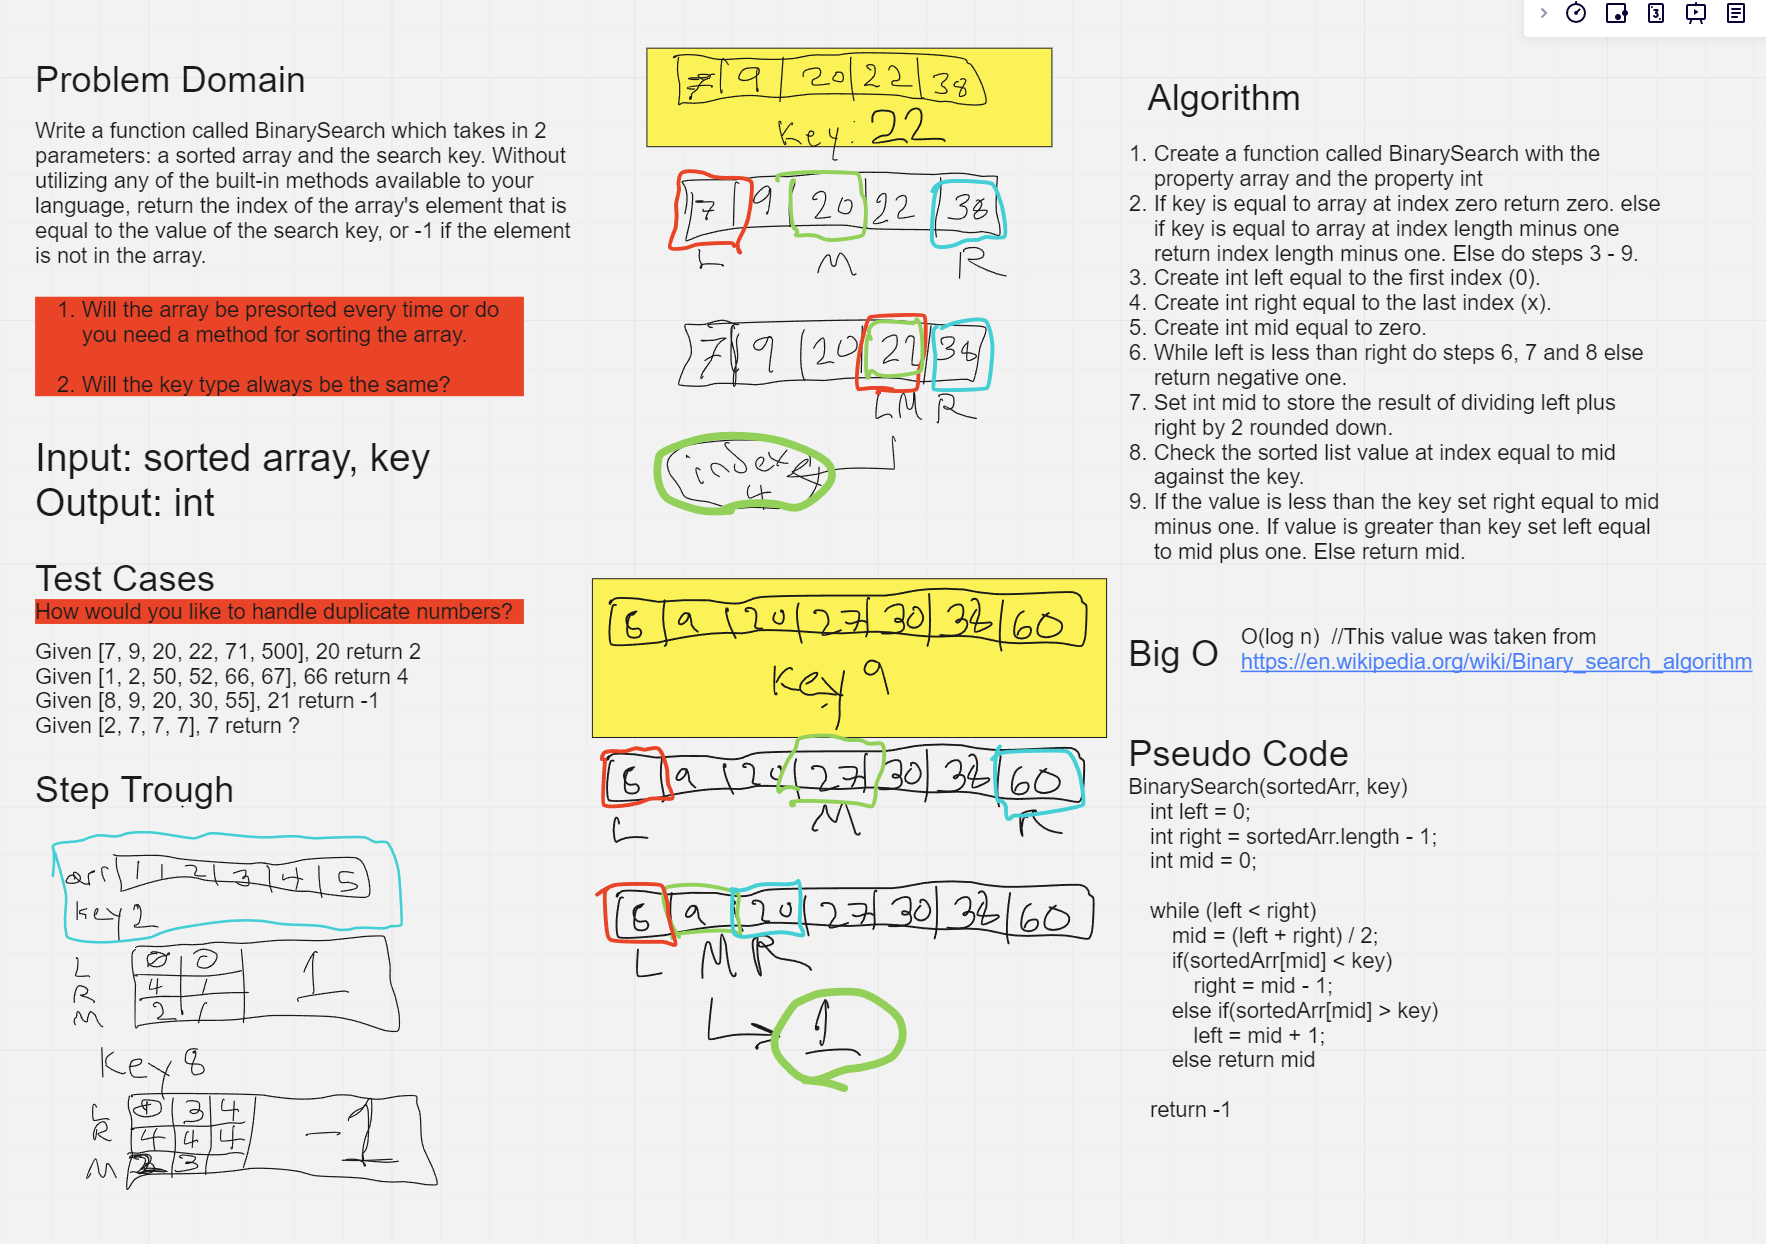 Problem Domain
Write a function called BinarySearch which takes in 2
parameters: a sorted array and the search key. Without
utilizing any of the built-in methods available to your
language, return the index of the array's element that is
equal to the value of the search key, or -1 if the element
is not in the array.
1. Will the array be presorted every time or do
you need a method for sorting the array.
2. Will the key type always be the same?
Input: sorted array, key
Output: int
Test Cases
How would you like to handle duplicate numbers?
Given [7, 9, 20, 22, 71, 500], 20 return 2
Given [1, 2, 50, 52, 66, 67], 66 return 4
Given [8, 9, 20, 30, 55], 21 return -1
Given [2, 7, 7, 7], 7 return ?
Step Trough
arr 1 2 3 4 5
key 2
L 0 0
R 4 1
M 2 1
1
Key 8
L 0 3 4
R 4 4 4
M 2 3
-1
7 9 20 22 38
Key: 22
7 9 20 22 38
L M R
7 9 20 22 38
L M R
index
4
6 9 20 27 30 38 60
Key 9
6 9 20 27 30 38 60
L M R
6 9 20 27 30 38 60
L M R
1
Algorithm
1. Create a function called BinarySearch with the
property array and the property int
2. If key is equal to array at index zero return zero. else
if key is equal to array at index length minus one
return index length minus one. Else do steps 3 - 9.
3. Create int left equal to the first index (0).
4. Create int right equal to the last index (x).
5. Create int mid equal to zero.
6. While left is less than right do steps 6, 7 and 8 else
return negative one.
7. Set int mid to store the result of dividing left plus
right by 2 rounded down.
8. Check the sorted list value at index equal to mid
against the key.
9. If the value is less than the key set right equal to mid
minus one. If value is greater than key set left equal
to mid plus one. Else return mid.
Big O
O(log n) //This value was taken from
https://en.wikipedia.org/wiki/Binary_search_algorithm
Pseudo Code
BinarySearch(sortedArr, key)
int left = 0;
int right = sortedArr.length - 1;
int mid = 0;
while (left < right)
mid = (left + right) / 2;
if(sortedArr[mid] < key)
right = mid - 1;
else if(sortedArr[mid] > key)
left = mid + 1;
else return mid
return -1